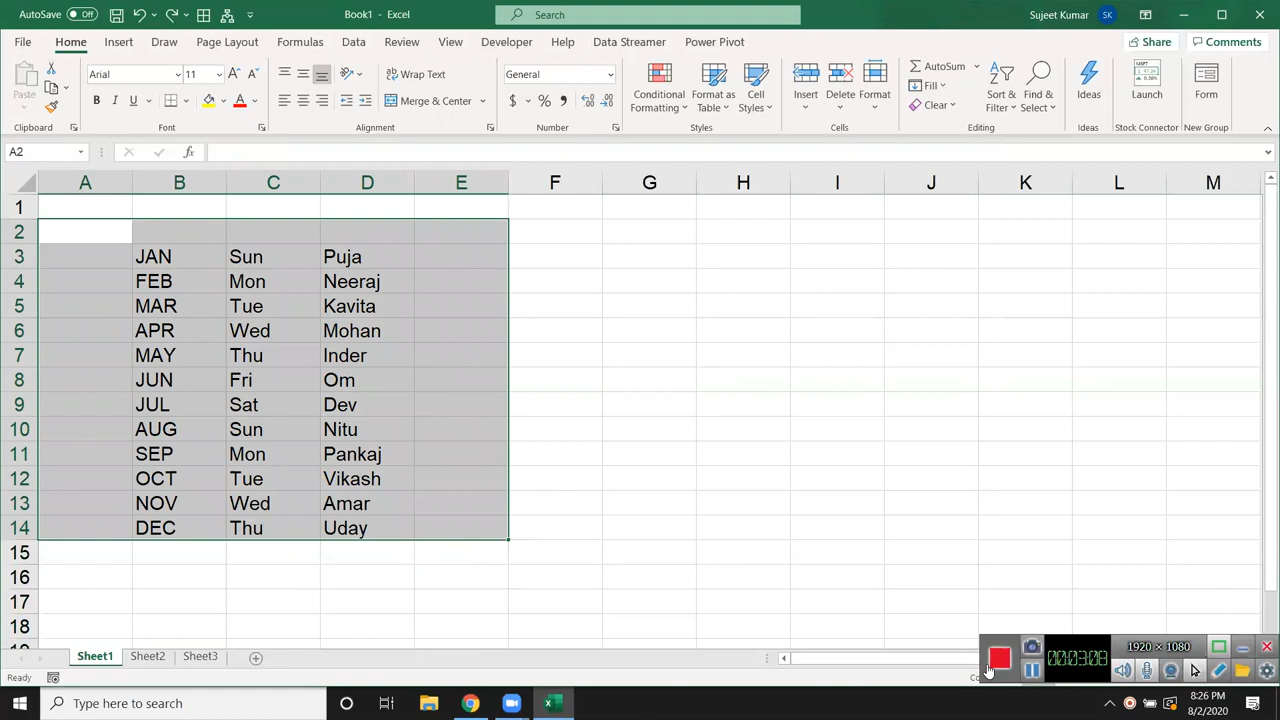 AutoSave Off Book1 - Excel Search Sujeet Kumar SK
File Home Insert Draw Page Layout Formulas Data Review View Developer Help Data Streamer Power Pivot Share Comments
Paste Arial 11 A A Wrap Text General Conditional Formatting Format as Table Cell Styles Insert Delete Format AutoSum Fill Clear Sort & Filter Find & Select Ideas Launch Form
B I U A Merge & Center $ % ,
Clipboard Font Alignment Number Styles Cells Editing Ideas Stock Connector New Group
A2 fx
A B C D E F G H I J K L M
1
2
3 JAN Sun Puja
4 FEB Mon Neeraj
5 MAR Tue Kavita
6 APR Wed Mohan
7 MAY Thu Inder
8 JUN Fri Om
9 JUL Sat Dev
10 AUG Sun Nitu
11 SEP Mon Pankaj
12 OCT Tue Vikash
13 NOV Wed Amar
14 DEC Thu Uday
15
16
17
18
00:03:08 1920 × 1080
Sheet1 Sheet2 Sheet3
Ready
Type here to search 8:26 PM
8/2/2020